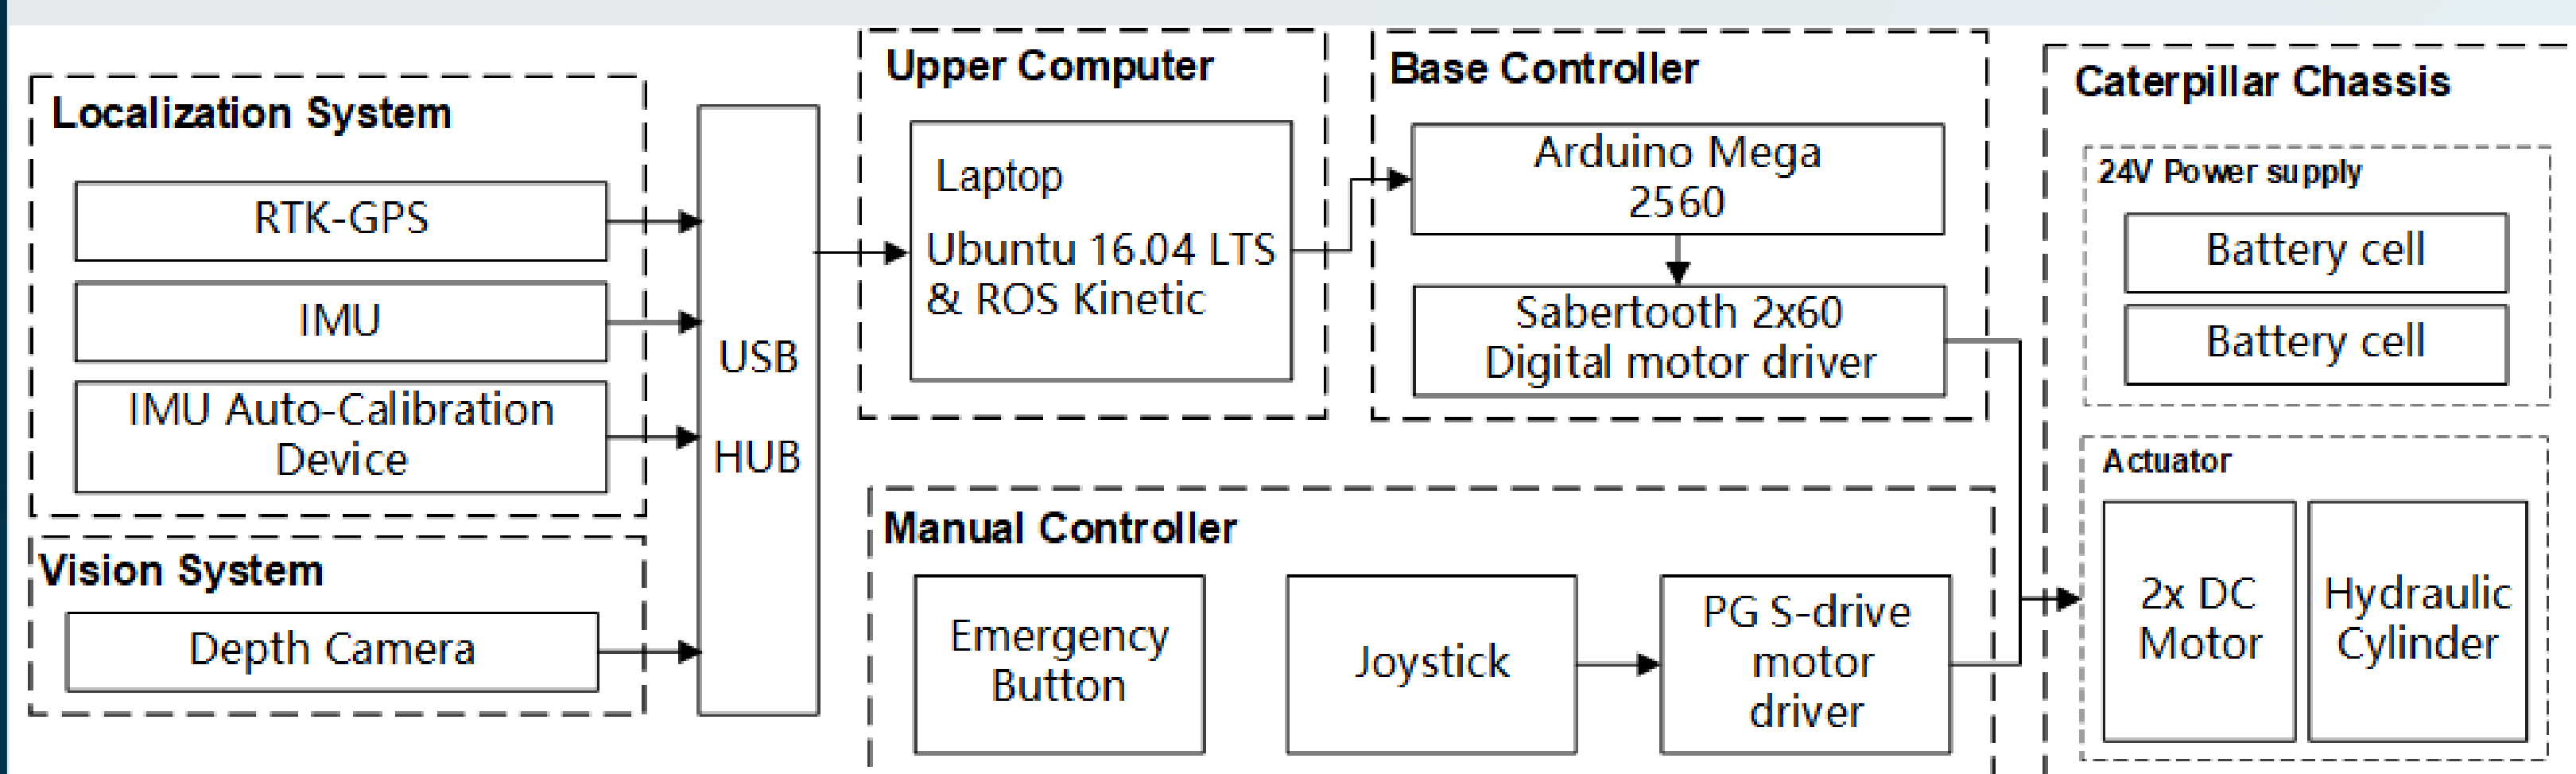 Localization System
RTK-GPS
IMU
IMU Auto-Calibration
Device
Vision System
Depth Camera
USB
HUB
Upper Computer
Laptop
Ubuntu 16.04 LTS
& ROS Kinetic
Base Controller
Arduino Mega
2560
Sabertooth 2x60
Digital motor driver
Manual Controller
Emergency
Button
Joystick
PG S-drive
motor
driver
Caterpillar Chassis
24V Power supply
Battery cell
Battery cell
Actuator
2x DC
Motor
Hydraulic
Cylinder